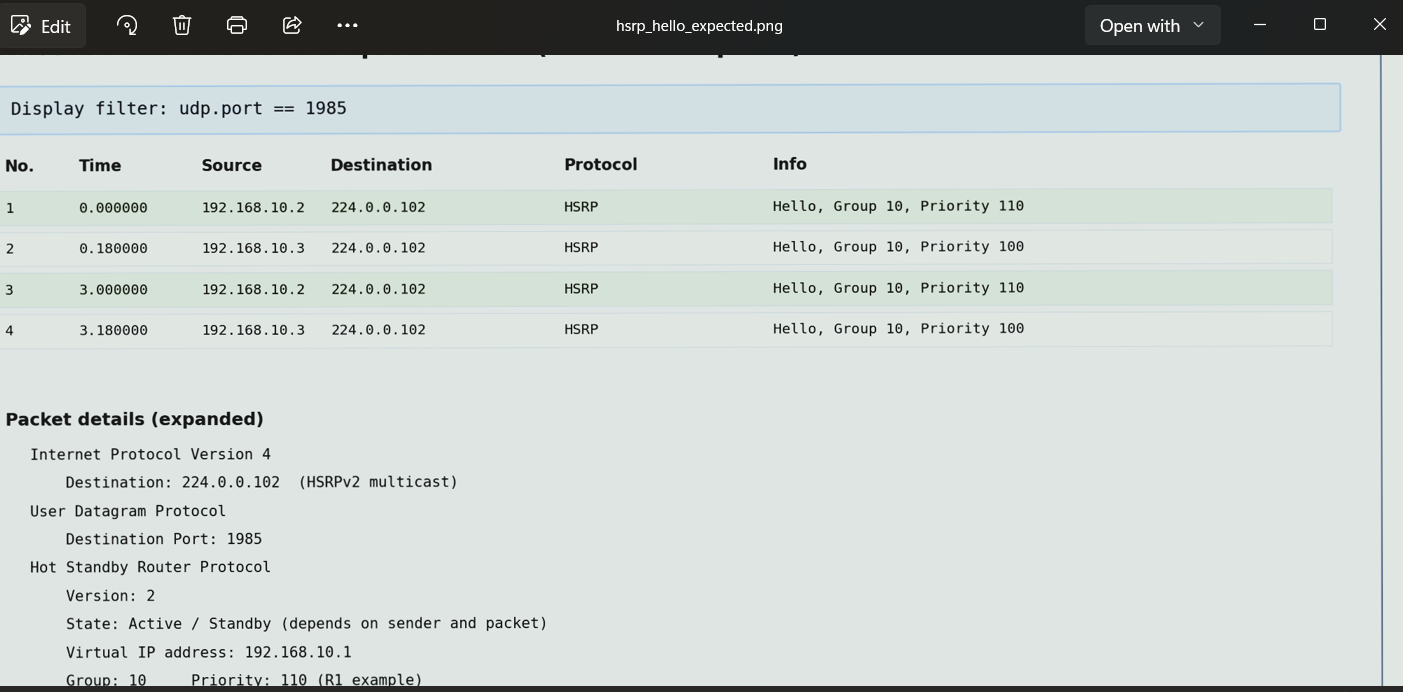 Edit
hsrp_hello_expected.png
Open with
Display filter: udp.port == 1985
No. Time Source Destination Protocol Info
1 0.000000 192.168.10.2 224.0.0.102 HSRP Hello, Group 10, Priority 110
2 0.180000 192.168.10.3 224.0.0.102 HSRP Hello, Group 10, Priority 100
3 3.000000 192.168.10.2 224.0.0.102 HSRP Hello, Group 10, Priority 110
4 3.180000 192.168.10.3 224.0.0.102 HSRP Hello, Group 10, Priority 100
Packet details (expanded)
Internet Protocol Version 4
Destination: 224.0.0.102 (HSRPv2 multicast)
User Datagram Protocol
Destination Port: 1985
Hot Standby Router Protocol
Version: 2
State: Active / Standby (depends on sender and packet)
Virtual IP address: 192.168.10.1
Group: 10 Priority: 110 (R1 example)